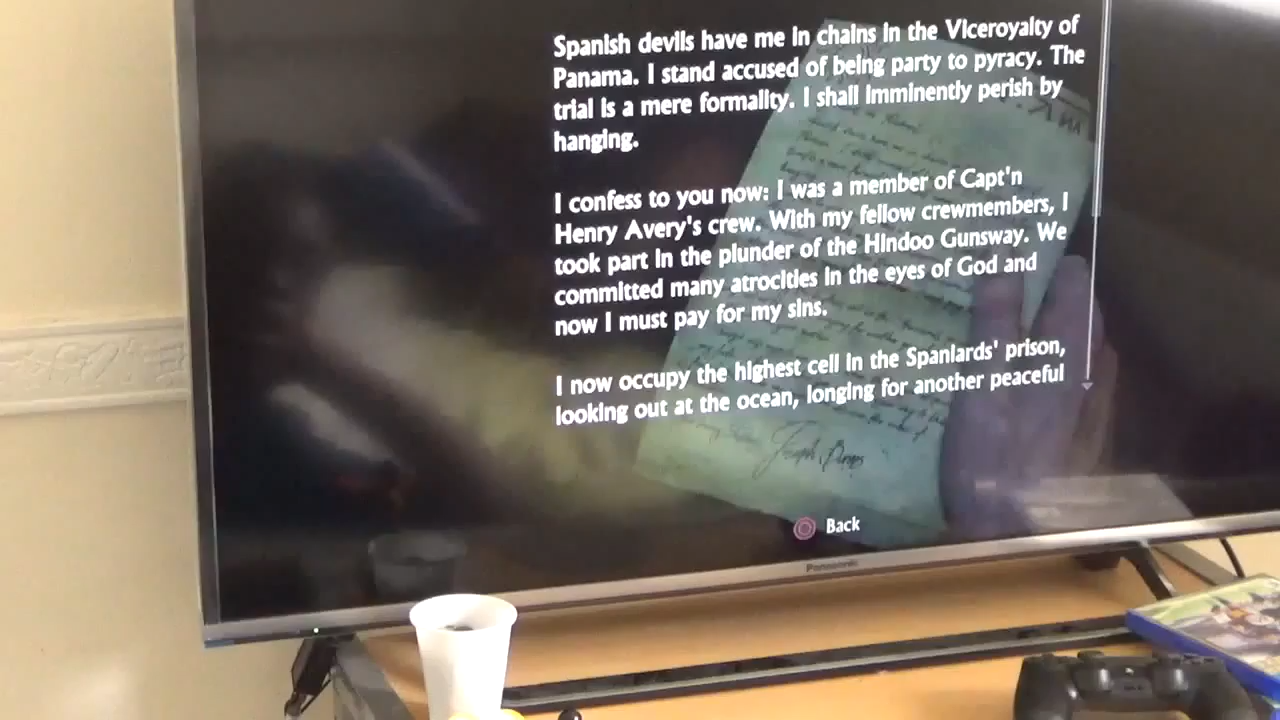 Spanish devils have me in chains in the Viceroyalty of
Panama. I stand accused of being party to pyracy. The
trial is a mere formality. I shall imminently perish by
hanging.
I confess to you now: I was a member of Capt'n
Henry Avery's crew. With my fellow crewmembers, I
took part in the plunder of the Hindoo Gunsway. We
committed many atrocities in the eyes of God and
now I must pay for my sins.
I now occupy the highest cell in the Spaniards' prison,
looking out at the ocean, longing for another peaceful
Back
Panasonic